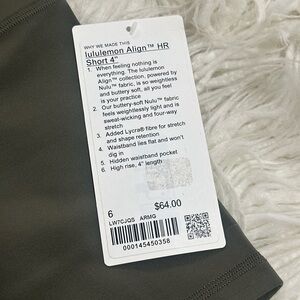 WHY WE MADE THIS
lululemon Align™ HR
Short 4"
1. When feeling nothing is
everything. The lululemon
Align™ collection, powered by
Nulu™ fabric, is so weightless
and buttery soft, all you feel
is your practice
2. Our buttery-soft Nulu™ fabric
feels weightlessly light and is
sweat-wicking and four-way
stretch
3. Added Lycra® fibre for stretch
and shape retention
4. Waistband lies flat and won't
dig in
5. Hidden waistband pocket
6. High rise, 4" length
6
$64.00
LW7CJQS ARMG
000145450358